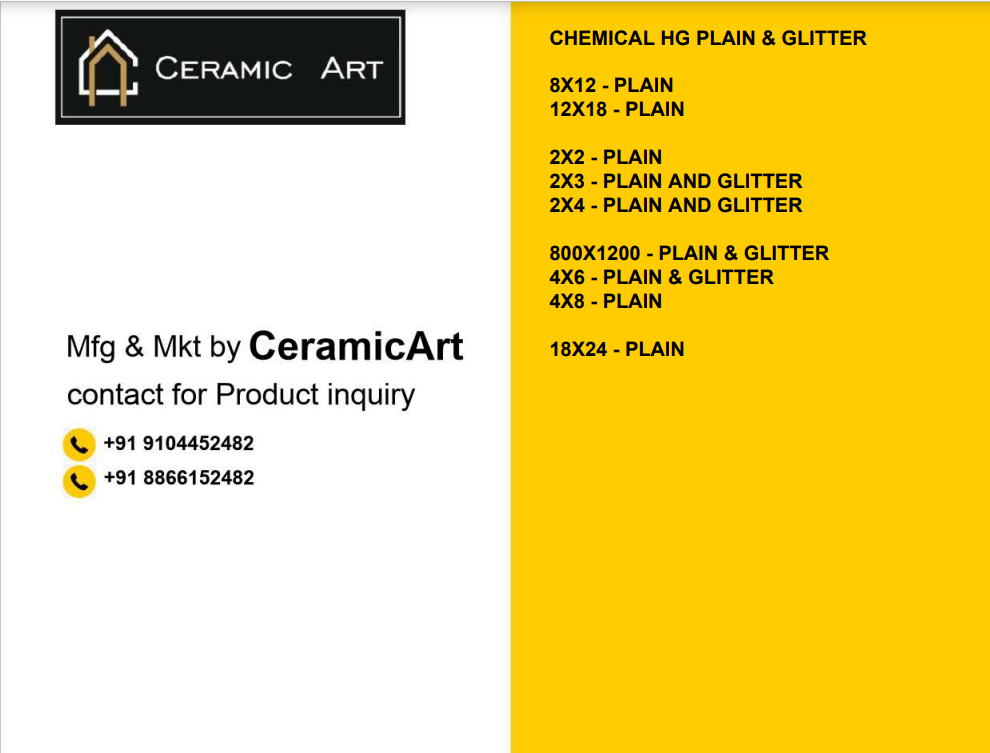 CERAMIC ART
Mfg & Mkt by CeramicArt
contact for Product inquiry
+91 9104452482
+91 8866152482
CHEMICAL HG PLAIN & GLITTER
8X12 - PLAIN
12X18 - PLAIN
2X2 - PLAIN
2X3 - PLAIN AND GLITTER
2X4 - PLAIN AND GLITTER
800X1200 - PLAIN & GLITTER
4X6 - PLAIN & GLITTER
4X8 - PLAIN
18X24 - PLAIN